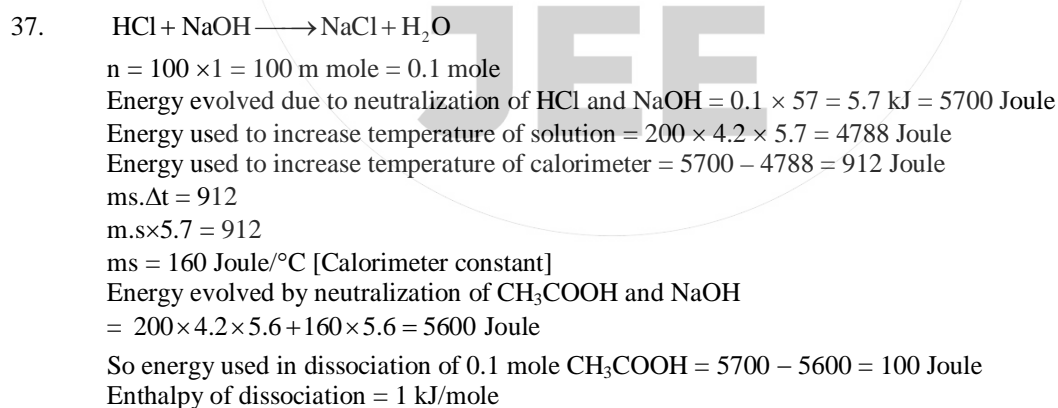 JEE
37. HCl + NaOH ⟶ NaCl + H₂O
n = 100 ×1 = 100 m mole = 0.1 mole
Energy evolved due to neutralization of HCl and NaOH = 0.1 × 57 = 5.7 kJ = 5700 Joule
Energy used to increase temperature of solution = 200 × 4.2 × 5.7 = 4788 Joule
Energy used to increase temperature of calorimeter = 5700 – 4788 = 912 Joule
ms.Δt = 912
m.s×5.7 = 912
ms = 160 Joule/°C [Calorimeter constant]
Energy evolved by neutralization of CH₃COOH and NaOH
= 200×4.2×5.6+160×5.6 = 5600 Joule
So energy used in dissociation of 0.1 mole CH₃COOH = 5700 − 5600 = 100 Joule
Enthalpy of dissociation = 1 kJ/mole